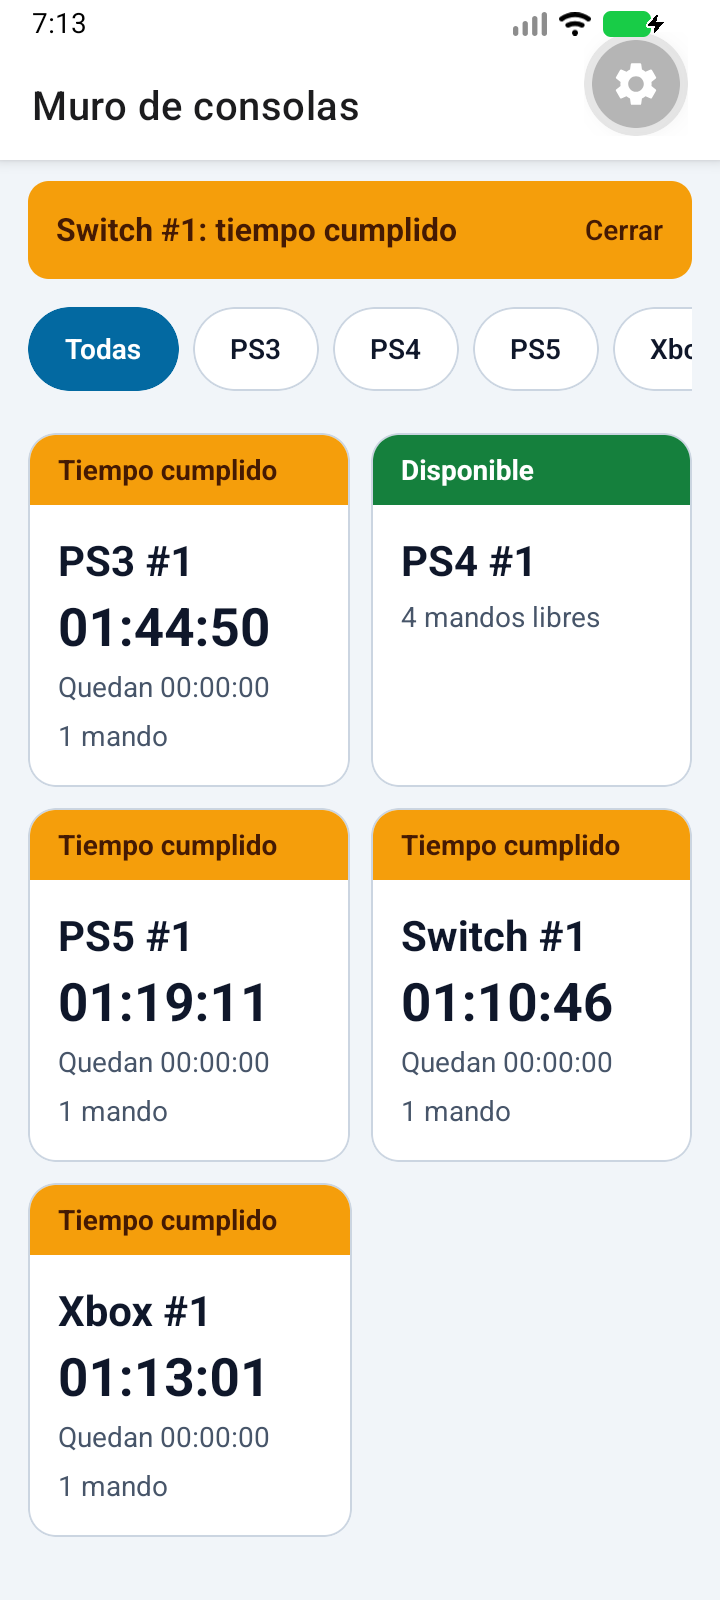 7:13
Muro de consolas
Switch #1: tiempo cumplido
Cerrar
Todas
PS3
PS4
PS5
Xbo
Tiempo cumplido
PS3 #1
01:44:50
Quedan 00:00:00
1 mando
Disponible
PS4 #1
4 mandos libres
Tiempo cumplido
PS5 #1
01:19:11
Quedan 00:00:00
1 mando
Tiempo cumplido
Switch #1
01:10:46
Quedan 00:00:00
1 mando
Tiempo cumplido
Xbox #1
01:13:01
Quedan 00:00:00
1 mando